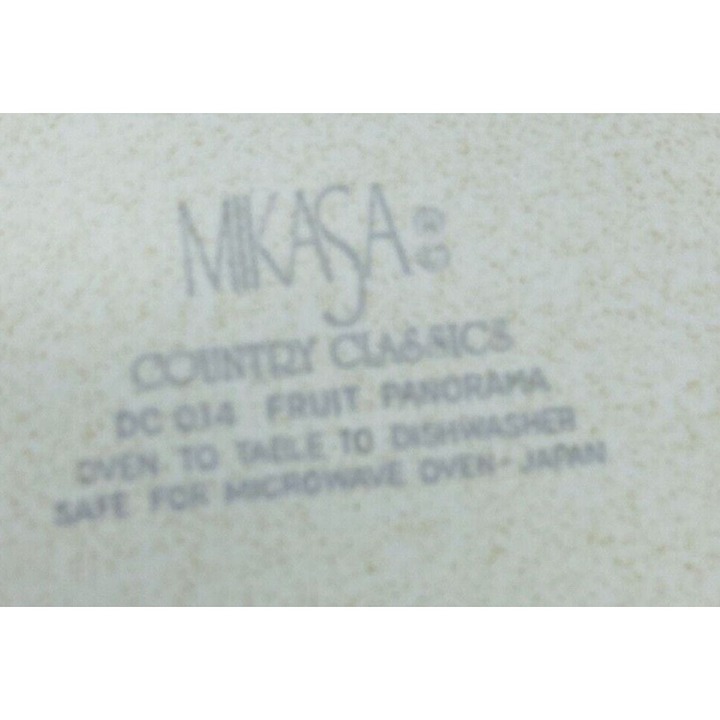 MIKASA ®©
COUNTRY CLASSICS
DC 014 FRUIT PANORAMA
OVEN TO TABLE TO DISHWASHER
SAFE FOR MICROWAVE OVEN-JAPAN